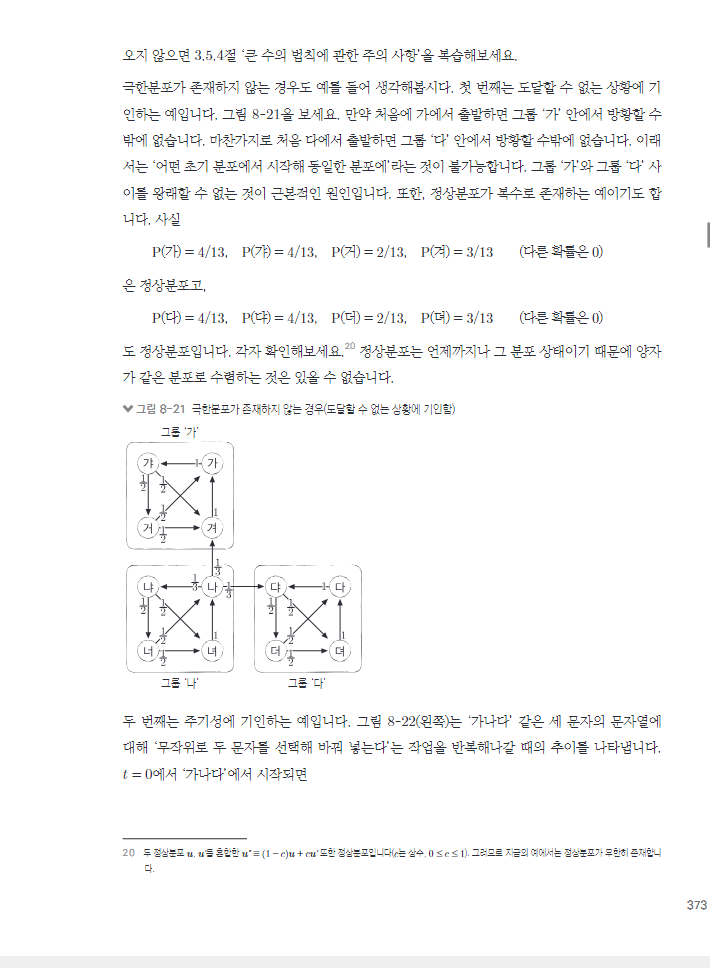 오지 않으면 3.5.4절 '큰 수의 법칙에 관한 주의 사항'을 복습해보세요.
극한분포가 존재하지 않는 경우도 예를 들어 생각해봅시다. 첫 번째는 도달할 수 없는 상황에 기
인하는 예입니다. 그림 8-21을 보세요. 만약 처음에 가에서 출발하면 그룹 '가' 안에서 방황할 수
밖에 없습니다. 마찬가지로 처음 다에서 출발하면 그룹 '다' 안에서 방황할 수밖에 없습니다. 이래
서는 '어떤 초기 분포에서 시작해 동일한 분포에'라는 것이 불가능합니다. 그룹 '가'와 그룹 '다' 사
이를 왕래할 수 없는 것이 근본적인 원인입니다. 또한, 정상분포가 복수로 존재하는 예이기도 합
니다. 사실
P(가) = 4/13, P(갸) = 4/13, P(거) = 2/13, P(겨) = 3/13 (다른 확률은 0)
은 정상분포고,
P(다) = 4/13, P(댜) = 4/13, P(더) = 2/13, P(뎌) = 3/13 (다른 확률은 0)
도 정상분포입니다. 각자 확인해보세요.20 정상분포는 언제까지나 그 분포 상태이기 때문에 양자
가 같은 분포로 수렴하는 것은 있을 수 없습니다.
그림 8-21 극한분포가 존재하지 않는 경우(도달할 수 없는 상황에 기인함)
그룹 '가'
갸 1 가
1/2 1/2
1/2 1
거 1/2 겨
1/3
냐 1/3 나 1/3 댜 1 다
1/2 1/2 1/2 1/2
1/2 1 1/2 1
너 1/2 녀 더 1/2 뎌
그룹 '나' 그룹 '다'
두 번째는 주기성에 기인하는 예입니다. 그림 8-22(왼쪽)는 '가나다' 같은 세 문자의 문자열에
대해 '무작위로 두 문자를 선택해 바꿔 넣는다'는 작업을 반복해나갈 때의 추이를 나타냅니다.
t = 0에서 '가나다'에서 시작되면
20 두 정상분포 u, u'를 혼합한 u'' ≡ (1 − c)u + cu' 또한 정상분포입니다(c는 상수, 0 ≤ c ≤ 1). 그러므로 지금의 예에서는 정상분포가 무한히 존재합니
다.
373